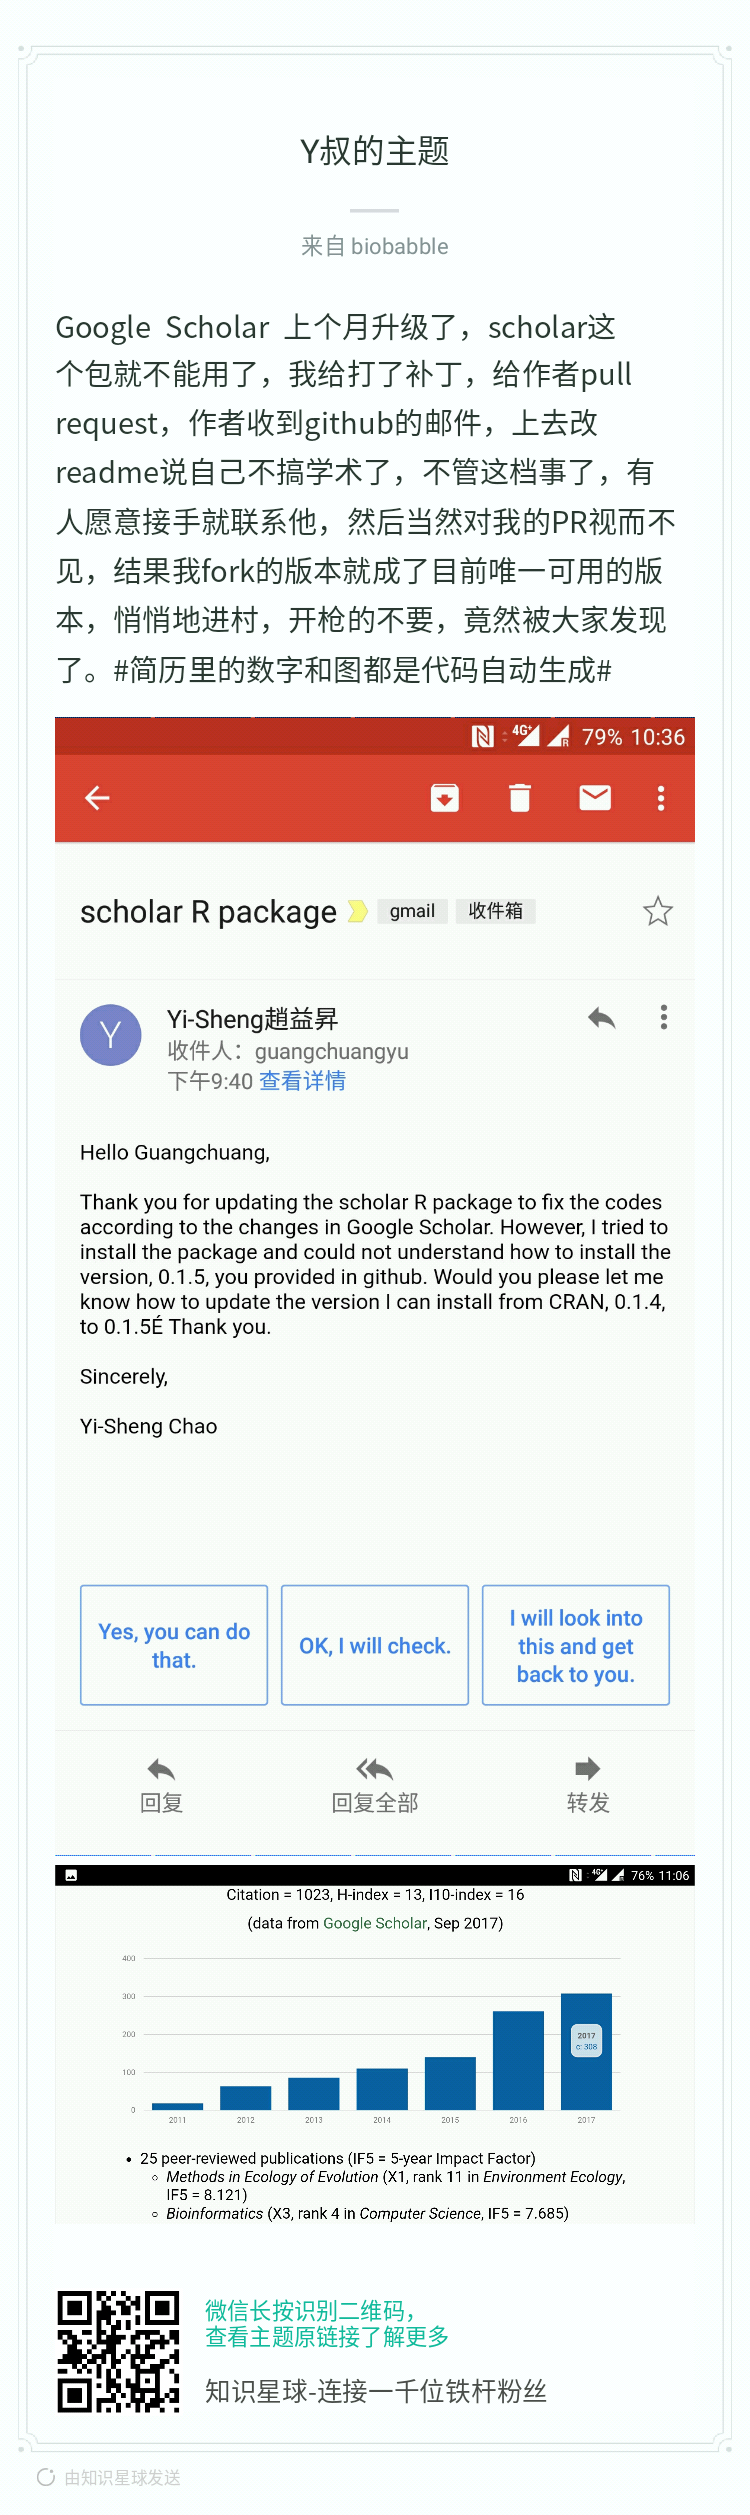 Y叔的主题
来自 biobabble
Google Scholar 上个月升级了，scholar这
个包就不能用了，我给打了补丁，给作者pull
request，作者收到github的邮件，上去改
readme说自己不搞学术了，不管这档事了，有
人愿意接手就联系他，然后当然对我的PR视而不
见，结果我fork的版本就成了目前唯一可用的版
本，悄悄地进村，开枪的不要，竟然被大家发现
了。#简历里的数字和图都是代码自动生成#
4G+ R 79% 10:36
scholar R package gmail 收件箱
Y
Yi-Sheng趙益昇
收件人：guangchuangyu
下午9:40 查看详情
Hello Guangchuang,
Thank you for updating the scholar R package to fix the codes
according to the changes in Google Scholar. However, I tried to
install the package and could not understand how to install the
version, 0.1.5, you provided in github. Would you please let me
know how to update the version I can install from CRAN, 0.1.4,
to 0.1.5É Thank you.
Sincerely,
Yi-Sheng Chao
Yes, you can do
that.
OK, I will check.
I will look into
this and get
back to you.
回复 回复全部 转发
4G+ 76% 11:06
Citation = 1023, H-index = 13, I10-index = 16
(data from Google Scholar, Sep 2017)
400
300
200
100
0
2017
c: 308
2011 2012 2013 2014 2015 2016 2017
• 25 peer-reviewed publications (IF5 = 5-year Impact Factor)
◦ Methods in Ecology of Evolution (X1, rank 11 in Environment Ecology,
IF5 = 8.121)
◦ Bioinformatics (X3, rank 4 in Computer Science, IF5 = 7.685)
微信长按识别二维码，
查看主题原链接了解更多
知识星球-连接一千位铁杆粉丝
由知识星球发送